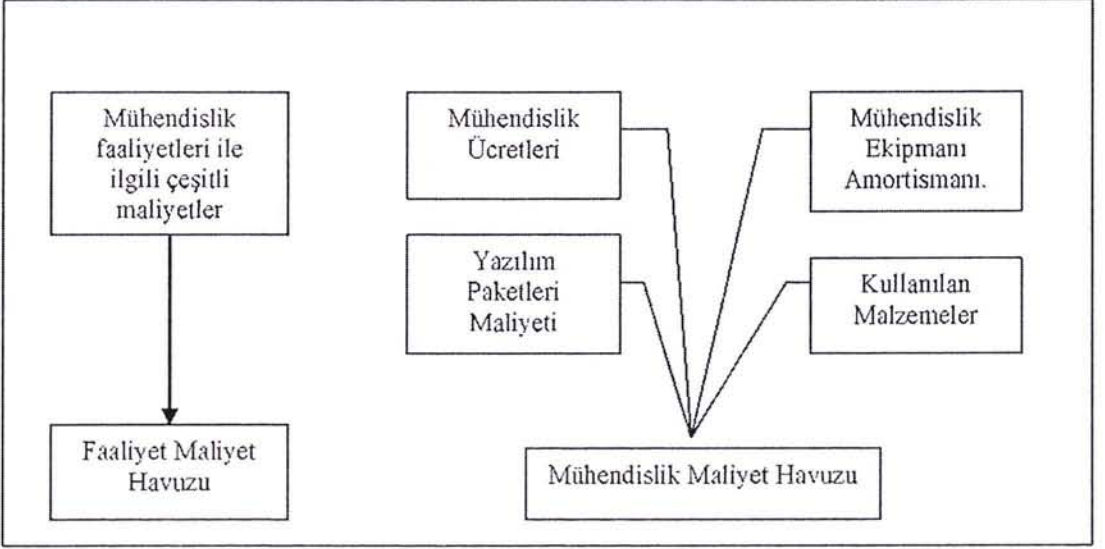 Mühendislik
faaliyetleri ile
ilgili çeşitli
maliyetler
Mühendislik
Ücretleri
Mühendislik
Ekipmanı
Amortismanı.
Yazılım
Paketleri
Maliyeti
Kullanılan
Malzemeler
Faaliyet Maliyet
Havuzu
Mühendislik Maliyet Havuzu